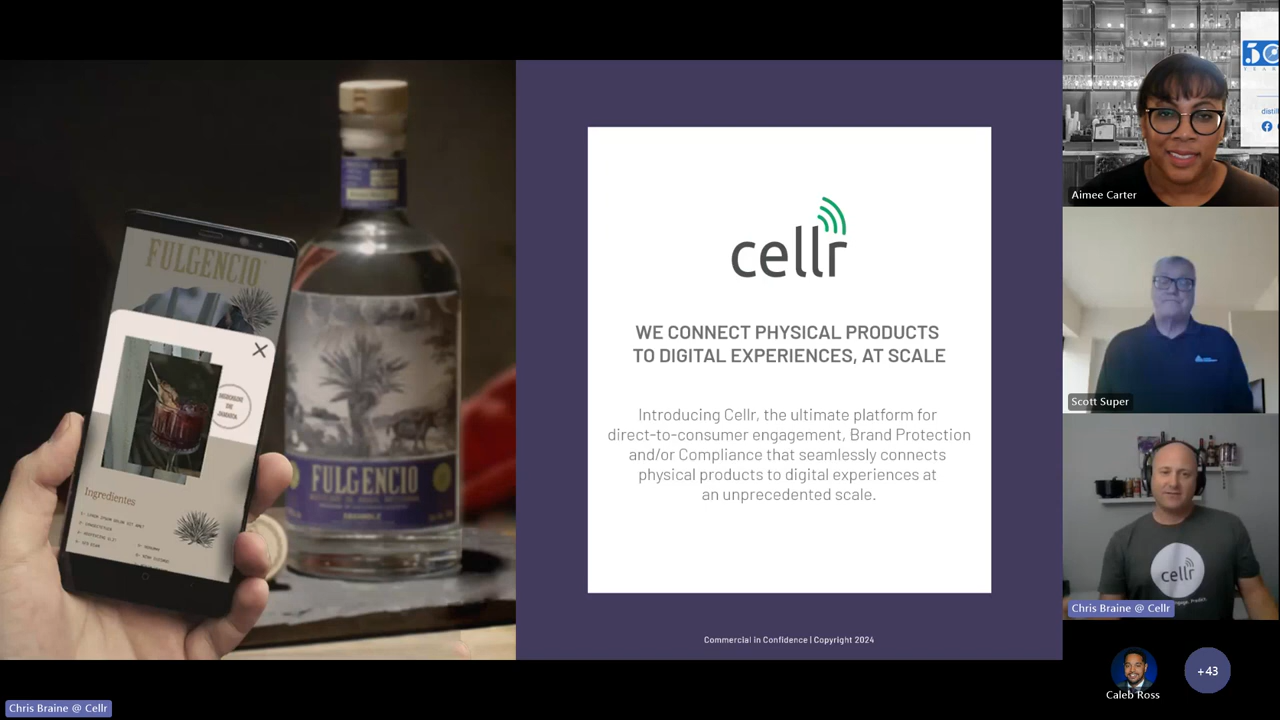 FULGENCIO
Ingredientes
FULGENCIO
cellr
WE CONNECT PHYSICAL PRODUCTS
TO DIGITAL EXPERIENCES, AT SCALE
Introducing Cellr, the ultimate platform for
direct-to-consumer engagement, Brand Protection
and/or Compliance that seamlessly connects
physical products to digital experiences at
an unprecedented scale.
Commercial in Confidence | Copyright 2024
Chris Braine @ Cellr
Aimee Carter
Scott Super
cellr
Chris Braine @ Cellr
Caleb Ross
+43